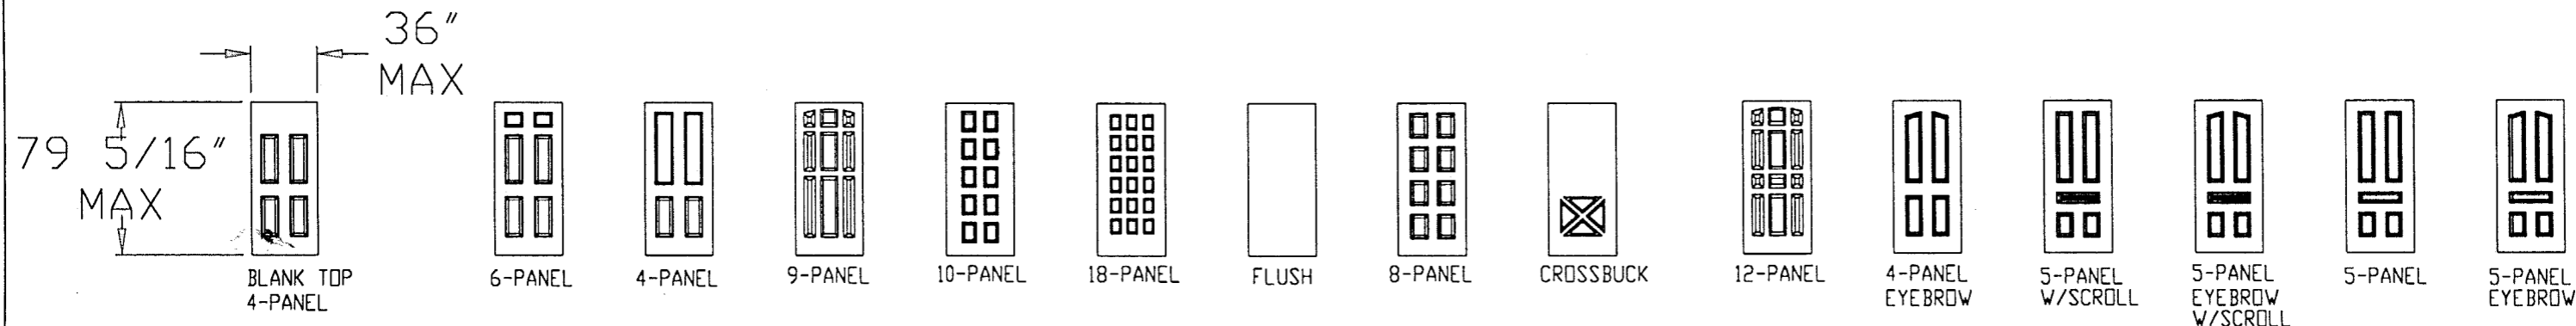 36"
MAX
79 5/16"
MAX
BLANK TOP
4-PANEL
6-PANEL
4-PANEL
9-PANEL
10-PANEL
18-PANEL
FLUSH
8-PANEL
CROSSBUCK
12-PANEL
4-PANEL
EYEBROW
5-PANEL
W/SCROLL
5-PANEL
EYEBROW
W/SCROLL
5-PANEL
5-PANEL
EYEBROW